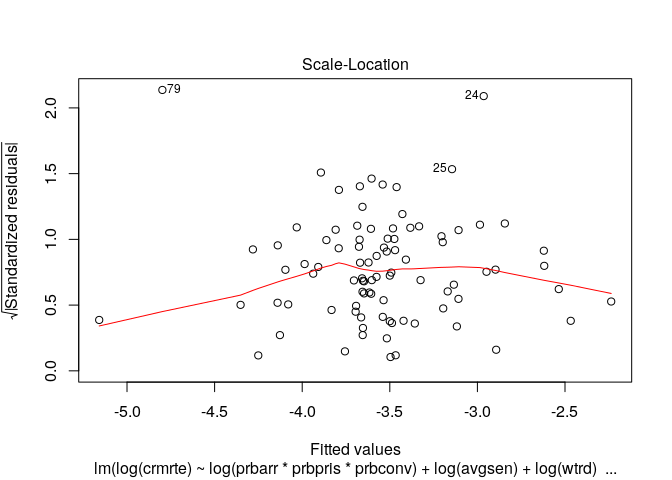 Scale-Location
√|Standardized residuals|
2.0
1.5
1.0
0.5
0.0
79
24
25
-5.0 -4.5 -4.0 -3.5 -3.0 -2.5
Fitted values
lm(log(crmrte) ~ log(prbarr * prbpris * prbconv) + log(avgsen) + log(wtrd) ...